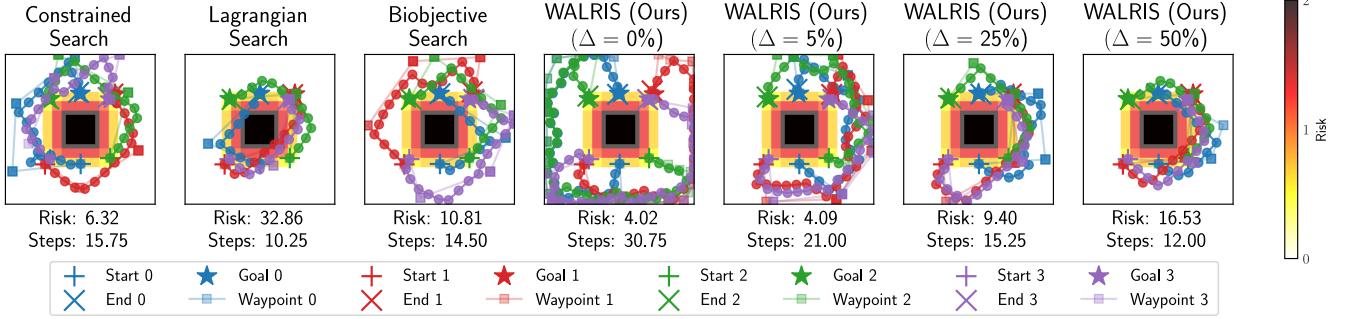 Constrained Search
Lagrangian Search
Biobjective Search
WALRIS (Ours) (Δ = 0%)
WALRIS (Ours) (Δ = 5%)
WALRIS (Ours) (Δ = 25%)
WALRIS (Ours) (Δ = 50%)
Risk: 6.32
Steps: 15.75
Risk: 32.86
Steps: 10.25
Risk: 10.81
Steps: 14.50
Risk: 4.02
Steps: 30.75
Risk: 4.09
Steps: 21.00
Risk: 9.40
Steps: 15.25
Risk: 16.53
Steps: 12.00
2
1
0
Risk
Start 0 Goal 0 Start 1 Goal 1 Start 2 Goal 2 Start 3 Goal 3
End 0 Waypoint 0 End 1 Waypoint 1 End 2 Waypoint 2 End 3 Waypoint 3